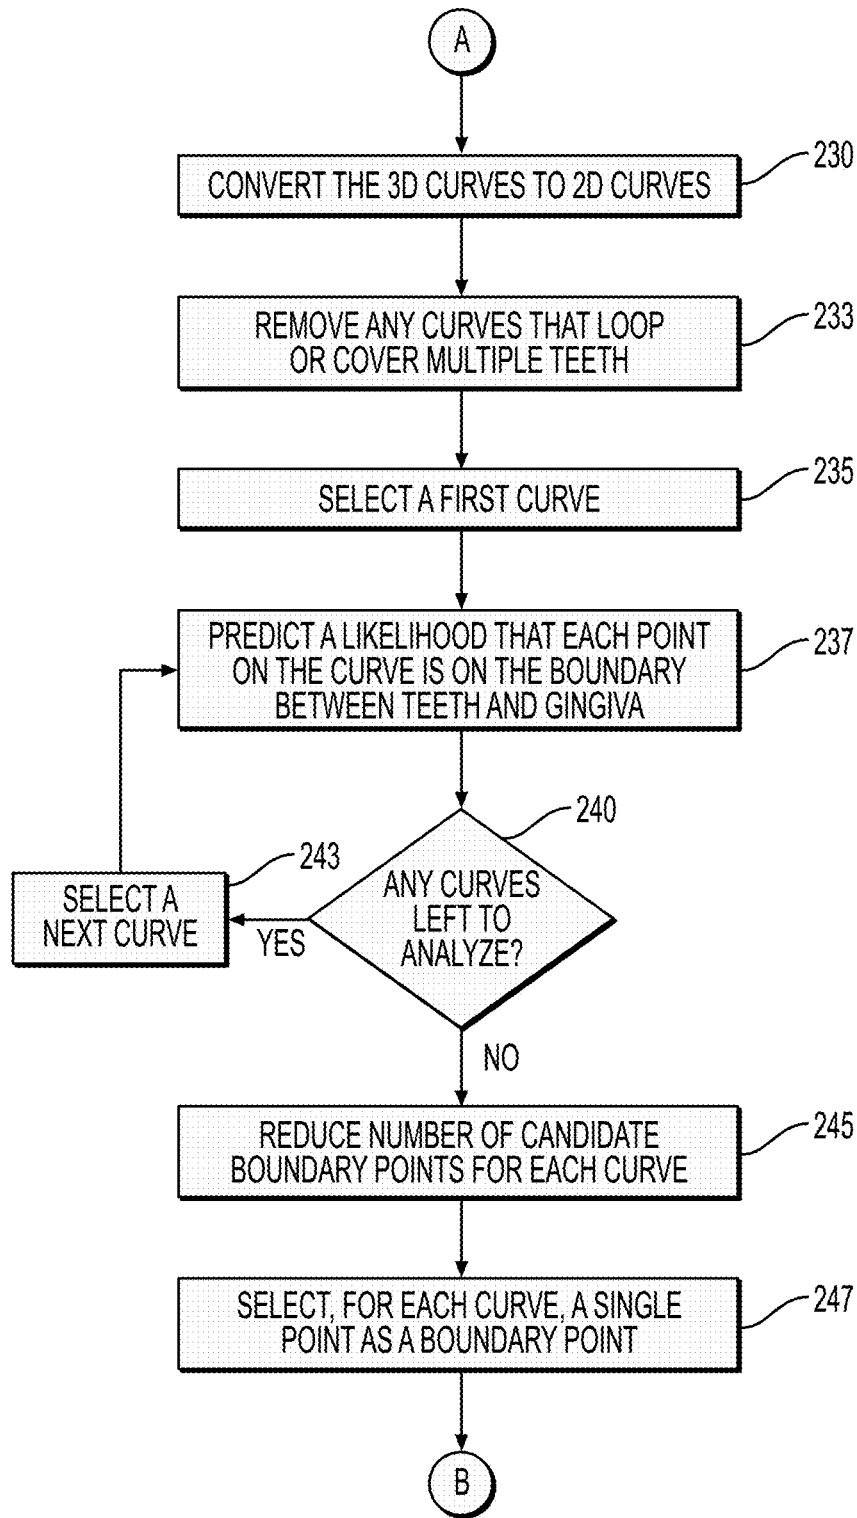 A
CONVERT THE 3D CURVES TO 2D CURVES
230
REMOVE ANY CURVES THAT LOOP
OR COVER MULTIPLE TEETH
233
SELECT A FIRST CURVE
235
PREDICT A LIKELIHOOD THAT EACH POINT
ON THE CURVE IS ON THE BOUNDARY
BETWEEN TEETH AND GINGIVA
237
240
ANY CURVES
LEFT TO
ANALYZE?
YES
243
SELECT A
NEXT CURVE
NO
REDUCE NUMBER OF CANDIDATE
BOUNDARY POINTS FOR EACH CURVE
245
SELECT, FOR EACH CURVE, A SINGLE
POINT AS A BOUNDARY POINT
247
B